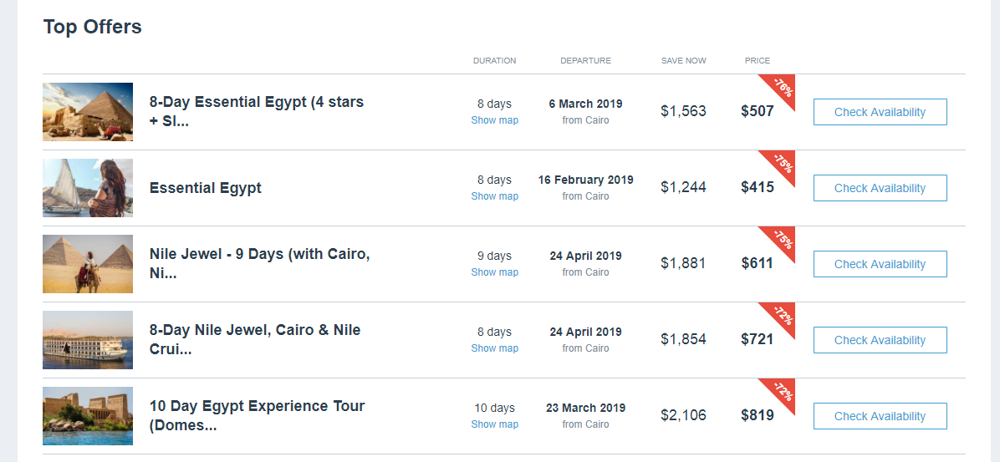 Top Offers
DURATION DEPARTURE SAVE NOW PRICE
-76%
8-Day Essential Egypt (4 stars
+ Sl...
8 days 6 March 2019 $1,563 $507 Check Availability
Show map from Cairo
-75%
Essential Egypt
8 days 16 February 2019 $1,244 $415 Check Availability
Show map from Cairo
-75%
Nile Jewel - 9 Days (with Cairo,
Ni...
9 days 24 April 2019 $1,881 $611 Check Availability
Show map from Cairo
-72%
8-Day Nile Jewel, Cairo & Nile
Crui...
8 days 24 April 2019 $1,854 $721 Check Availability
Show map from Cairo
-72%
10 Day Egypt Experience Tour
(Domes...
10 days 23 March 2019 $2,106 $819 Check Availability
Show map from Cairo